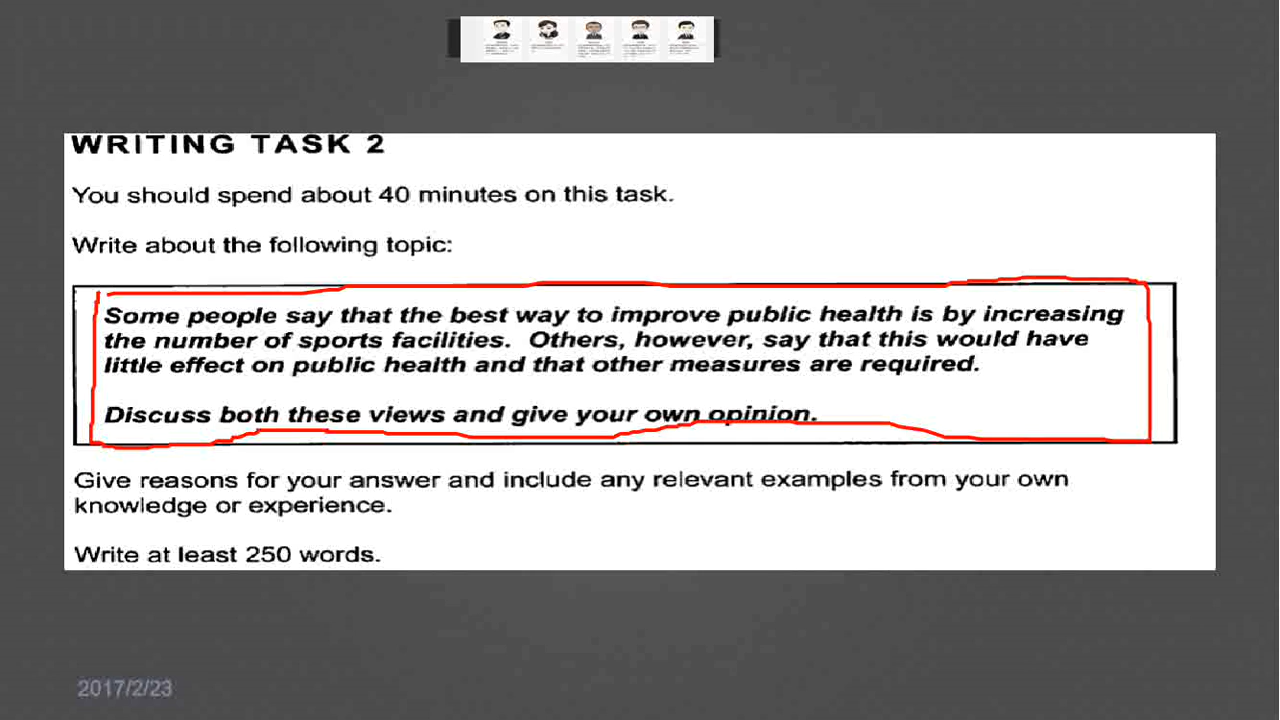 WRITING TASK 2
You should spend about 40 minutes on this task.
Write about the following topic:
Some people say that the best way to improve public health is by increasing
the number of sports facilities. Others, however, say that this would have
little effect on public health and that other measures are required.
Discuss both these views and give your own opinion.
Give reasons for your answer and include any relevant examples from your own
knowledge or experience.
Write at least 250 words.
2017/2/23